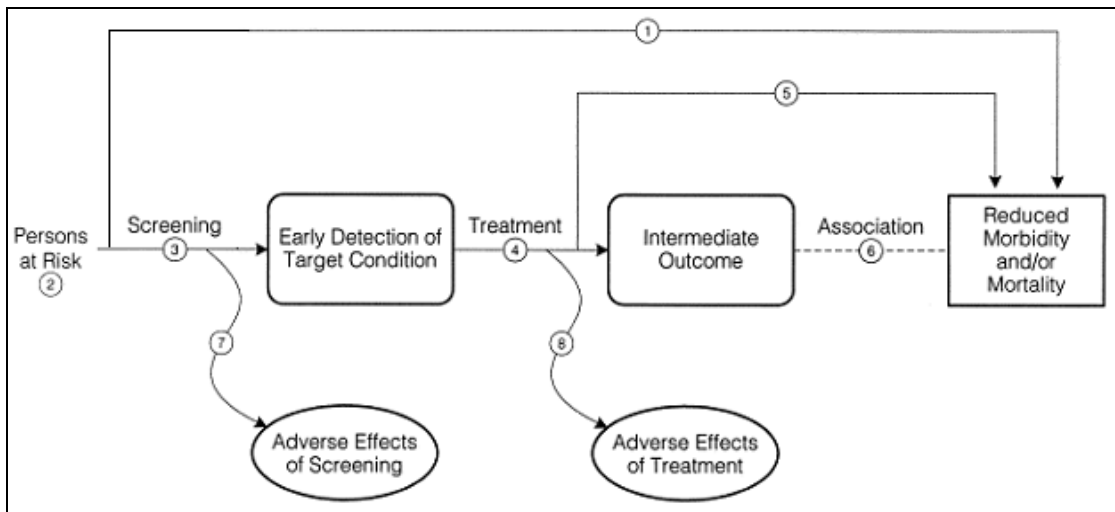 1
5
Persons
at Risk
2
Screening
3
Early Detection of
Target Condition
Treatment
4
Intermediate
Outcome
Association
6
Reduced
Morbidity
and/or
Mortality
7
8
Adverse Effects
of Screening
Adverse Effects
of Treatment